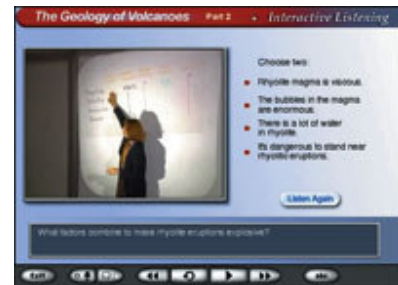 The Geology of Volcanoes Part 2 • Interactive Listening
Choose two:
Rhyolite magma is viscous.
The bubbles in the magma
are enormous.
There is a lot of water
in rhyolite.
It's dangerous to stand near
rhyolitic eruptions.
Listen Again
What factors combine to make rhyolite eruptions explosive?
Exit
abc